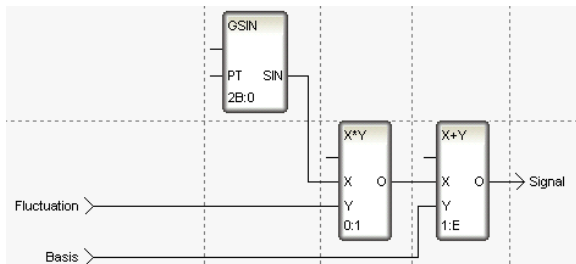 GSIN
PT SIN
2B:0
X*Y
X O
Y
0:1
X+Y
X O
Y
1:E
Signal
Fluctuation
Basis